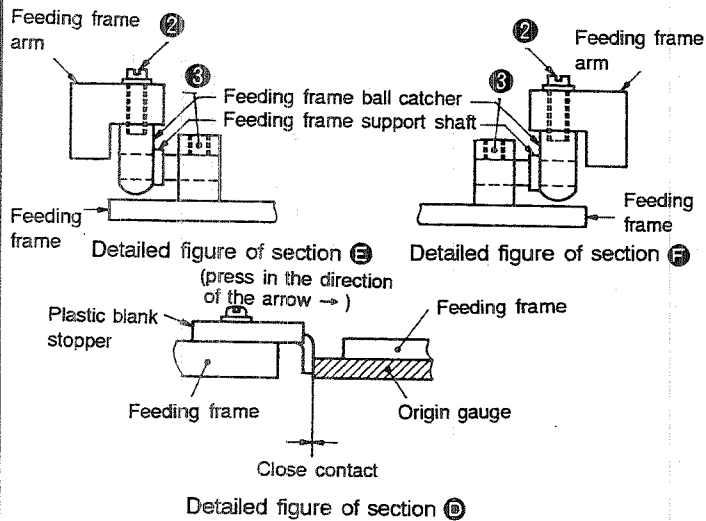 Feeding frame
arm
2
3
Feeding frame ball catcher
Feeding frame support shaft
Feeding
frame
Detailed figure of section E
(press in the direction
of the arrow → )
2
Feeding frame
arm
3
Feeding
frame
Detailed figure of section F
Plastic blank
stopper
Feeding frame
Feeding frame
Origin gauge
Close contact
Detailed figure of section D